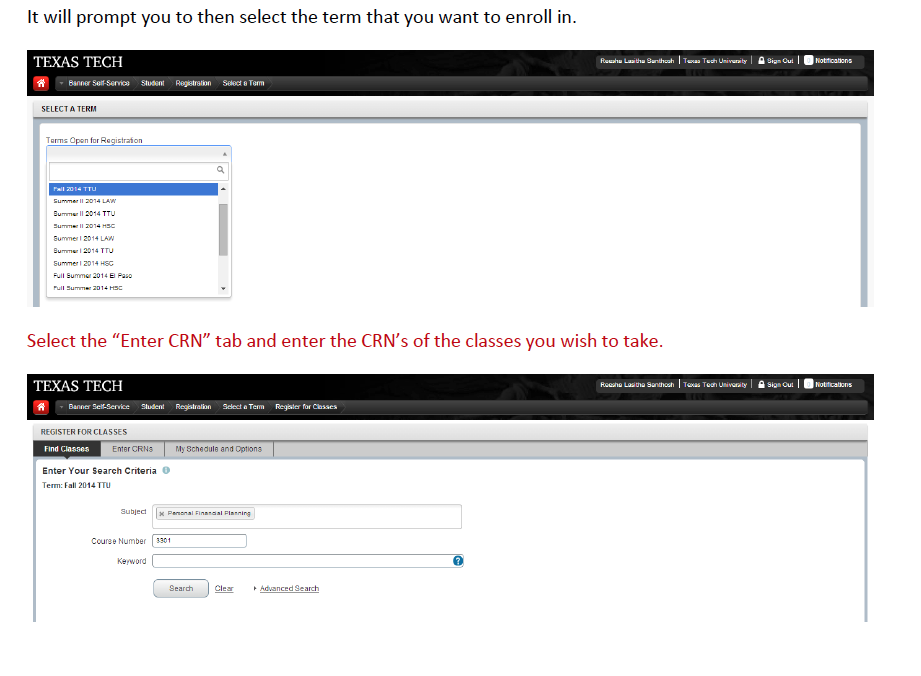 It will prompt you to then select the term that you want to enroll in.
TEXAS TECH
Reesha Lasitha Santhosh | Texas Tech University | Sign Out | 0 Notifications
Banner Self-Service Student Registration Select a Term
SELECT A TERM
Terms Open for Registration
Fall 2014 TTU
Summer II 2014 LAW
Summer II 2014 TTU
Summer II 2014 HSC
Summer I 2014 LAW
Summer I 2014 TTU
Summer I 2014 HSC
Full Summer 2014 El Paso
Full Summer 2014 HSC
Select the “Enter CRN” tab and enter the CRN’s of the classes you wish to take.
TEXAS TECH
Reesha Lasitha Santhosh | Texas Tech University | Sign Out | 0 Notifications
Banner Self-Service Student Registration Select a Term Register for Classes
REGISTER FOR CLASSES
Find Classes Enter CRNs My Schedule and Options
Enter Your Search Criteria
Term: Fall 2014 TTU
Subject × Personal Financial Planning
Course Number 3301
Keyword ?
Search Clear Advanced Search